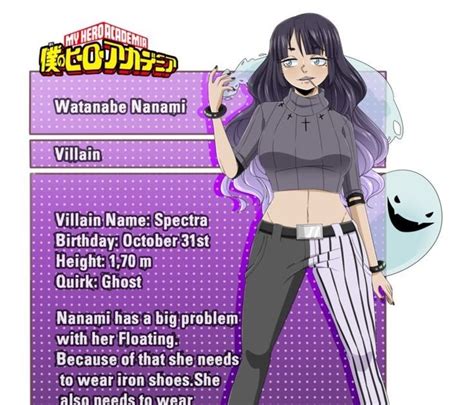 MY HERO ACADEMIA
僕のヒーローアカデミア
Watanabe Nanami
Villain
Villain Name: Spectra
Birthday: October 31st
Height: 1,70 m
Quirk: Ghost
Nanami has a big problem
with her Floating.
Because of that she needs
to wear iron shoes.She
also needs to wear